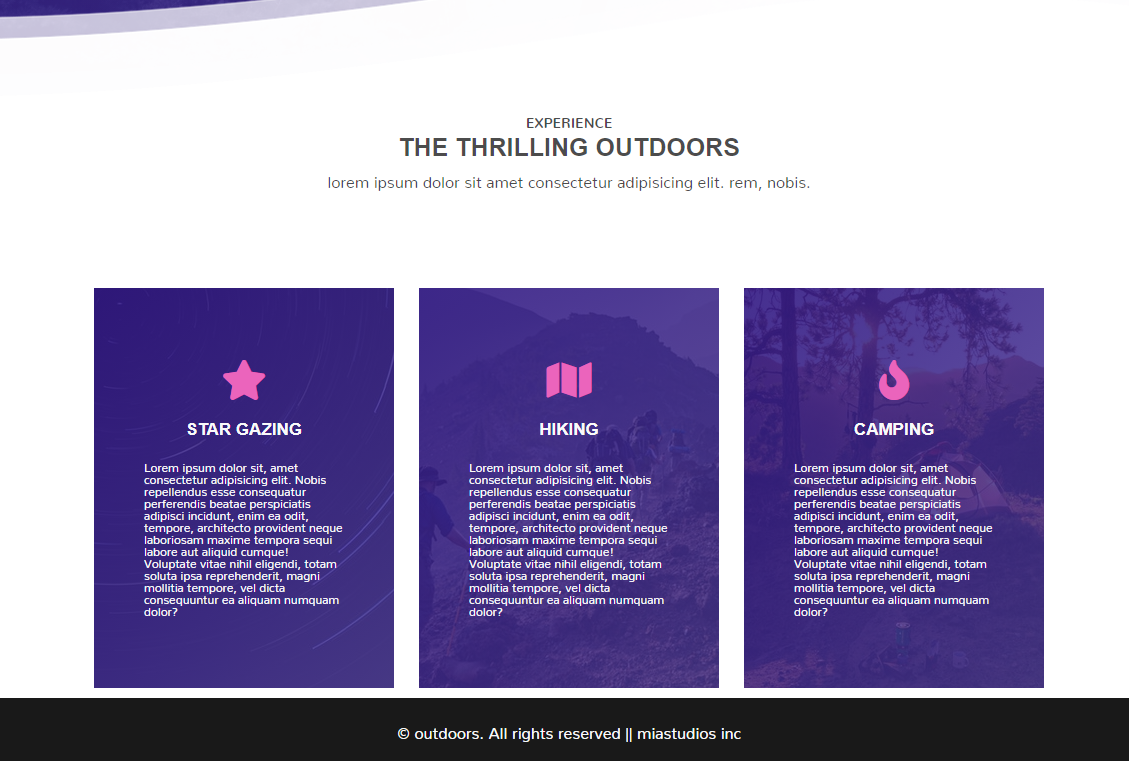 EXPERIENCE
THE THRILLING OUTDOORS
lorem ipsum dolor sit amet consectetur adipisicing elit. rem, nobis.
STAR GAZING
Lorem ipsum dolor sit, amet
consectetur adipisicing elit. Nobis
repellendus esse consequatur
perferendis beatae perspiciatis
adipisci incidunt, enim ea odit,
tempore, architecto provident neque
laboriosam maxime tempora sequi
labore aut aliquid cumque!
Voluptate vitae nihil eligendi, totam
soluta ipsa reprehenderit, magni
mollitia tempore, vel dicta
consequuntur ea aliquam numquam
dolor?
HIKING
Lorem ipsum dolor sit, amet
consectetur adipisicing elit. Nobis
repellendus esse consequatur
perferendis beatae perspiciatis
adipisci incidunt, enim ea odit,
tempore, architecto provident neque
laboriosam maxime tempora sequi
labore aut aliquid cumque!
Voluptate vitae nihil eligendi, totam
soluta ipsa reprehenderit, magni
mollitia tempore, vel dicta
consequuntur ea aliquam numquam
dolor?
CAMPING
Lorem ipsum dolor sit, amet
consectetur adipisicing elit. Nobis
repellendus esse consequatur
perferendis beatae perspiciatis
adipisci incidunt, enim ea odit,
tempore, architecto provident neque
laboriosam maxime tempora sequi
labore aut aliquid cumque!
Voluptate vitae nihil eligendi, totam
soluta ipsa reprehenderit, magni
mollitia tempore, vel dicta
consequuntur ea aliquam numquam
dolor?
© outdoors. All rights reserved || miastudios inc